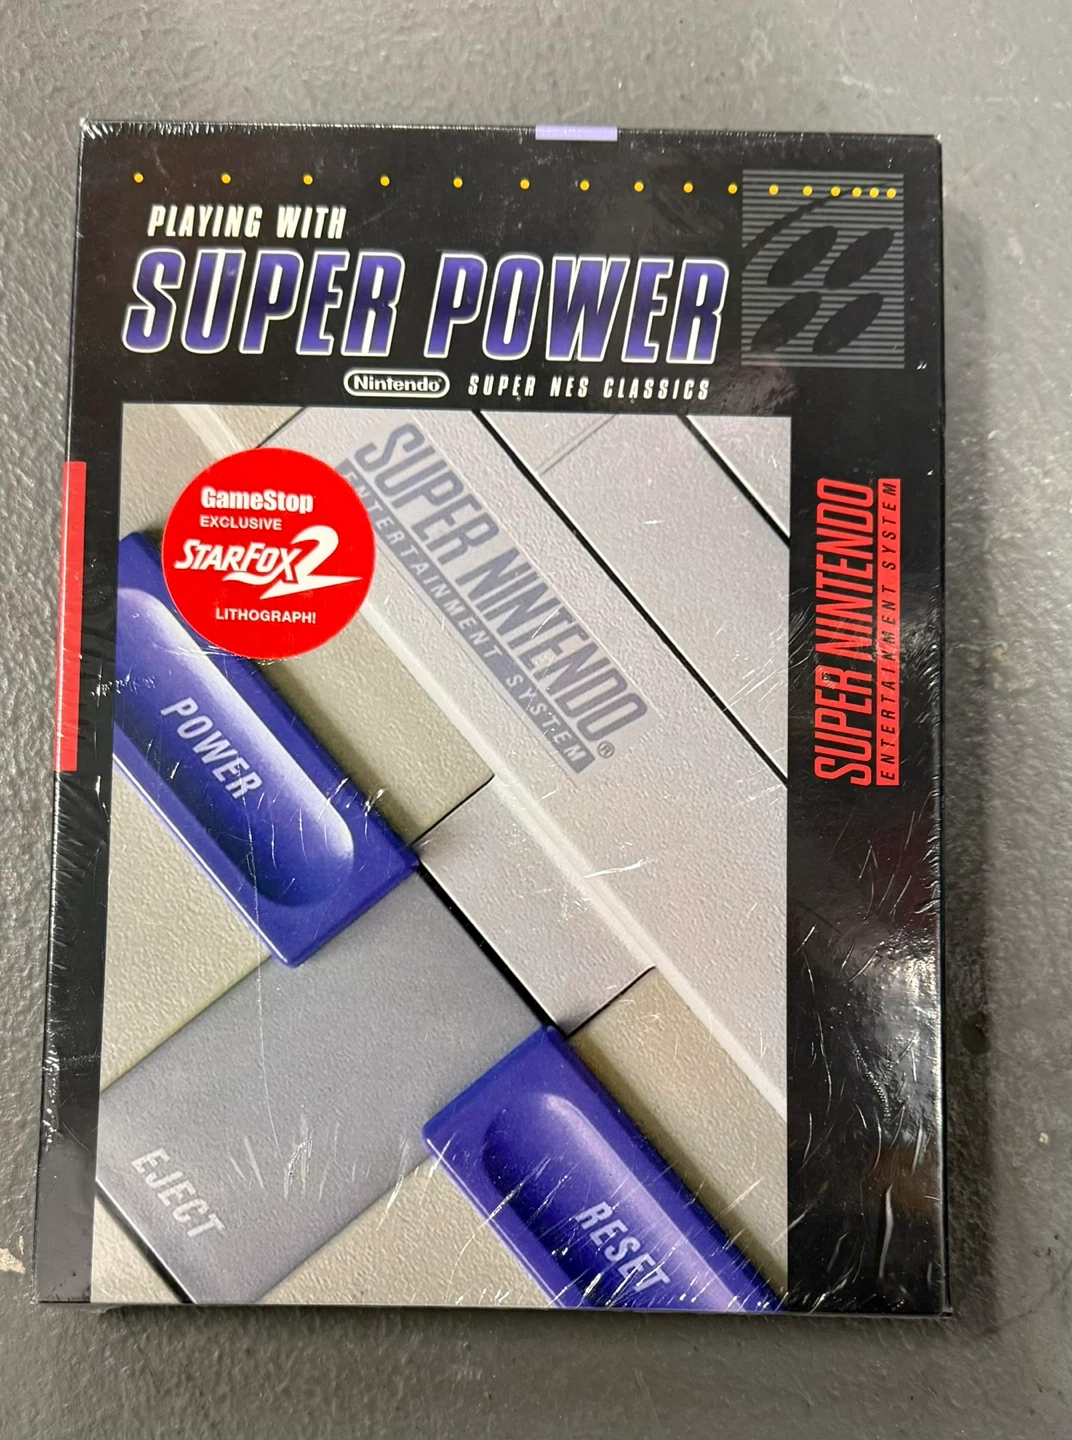 PLAYING WITH
SUPER POWER
Nintendo® SUPER NES CLASSICS
GameStop
EXCLUSIVE
STARFOX 2
LITHOGRAPH!
SUPER NINTENDO
ENTERTAINMENT SYSTEM®
POWER
EJECT
RESET
SUPER NINTENDO
ENTERTAINMENT SYSTEM